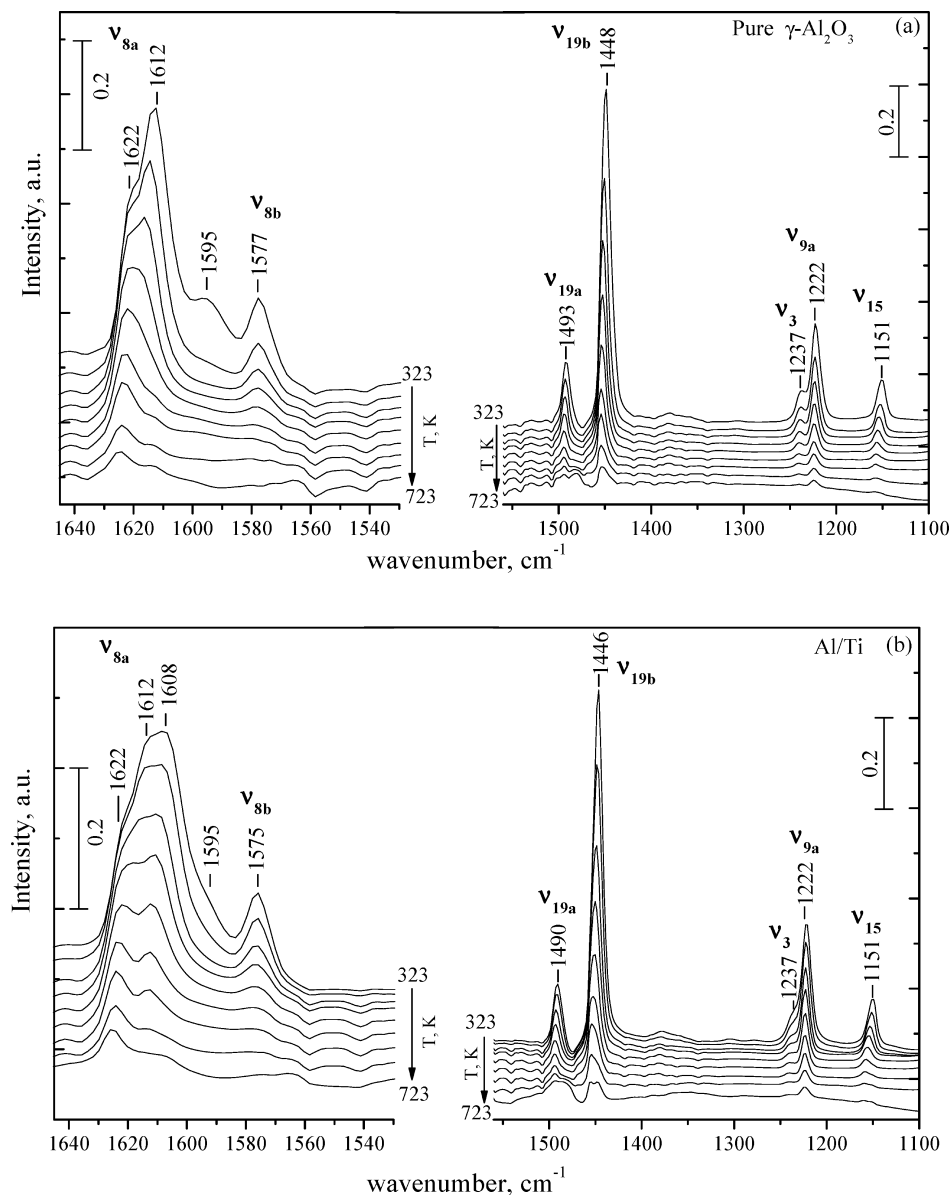 ν8a
1612
1622
0.2
ν8b
1595
1577
323
T, K
723
Intensity, a.u.
1640 1620 1600 1580 1560 1540
ν19b
1448
Pure γ-Al2O3 (a)
0.2
ν19a
1493
ν9a
1222
ν3
1237
ν15
1151
323
T, K
723
1500 1400 1300 1200 1100
wavenumber, cm-1
ν8a
1612
1608
1622
0.2
ν8b
1595
1575
323
T, K
723
Intensity, a.u.
1640 1620 1600 1580 1560 1540
1446
ν19b
Al/Ti (b)
0.2
ν19a
1490
ν9a
1222
ν3
1237
ν15
1151
323
T, K
723
1500 1400 1300 1200 1100
wavenumber, cm-1